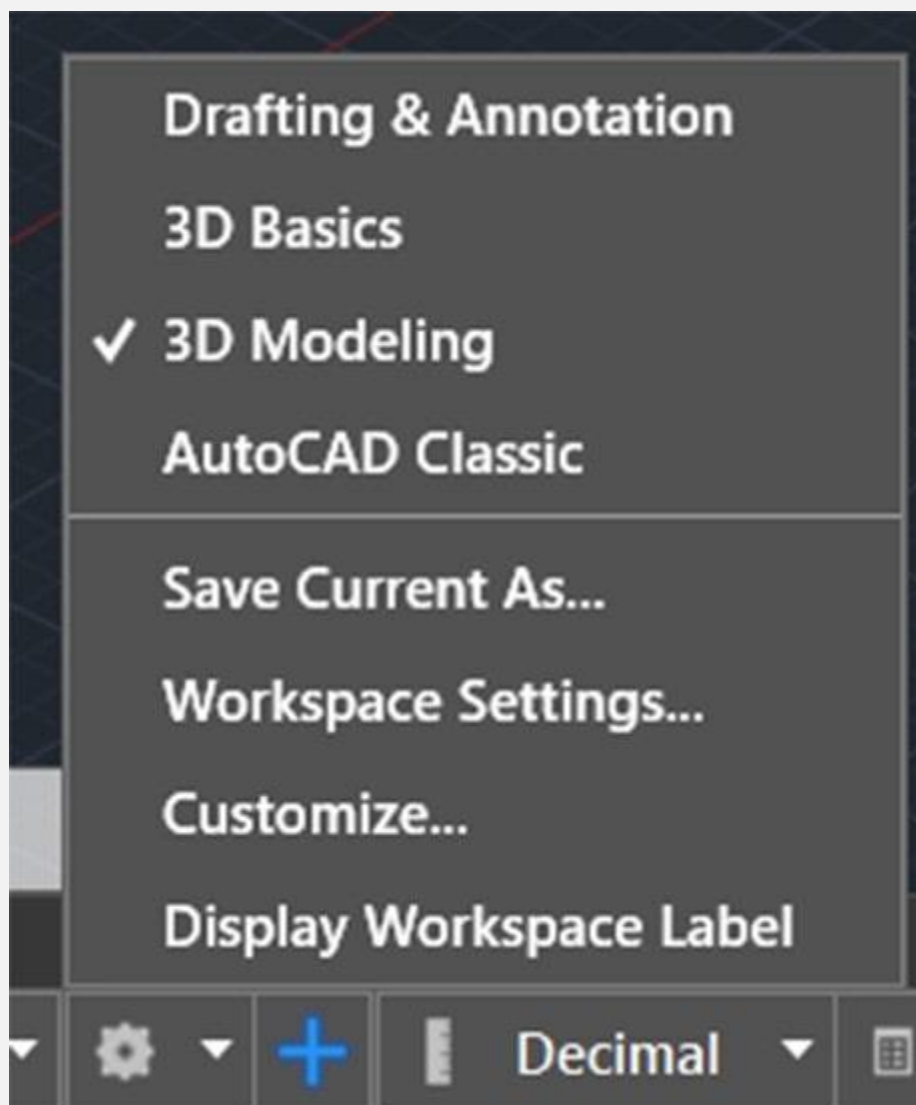 Drafting & Annotation
3D Basics
✓ 3D Modeling
AutoCAD Classic
Save Current As...
Workspace Settings...
Customize...
Display Workspace Label
Decimal